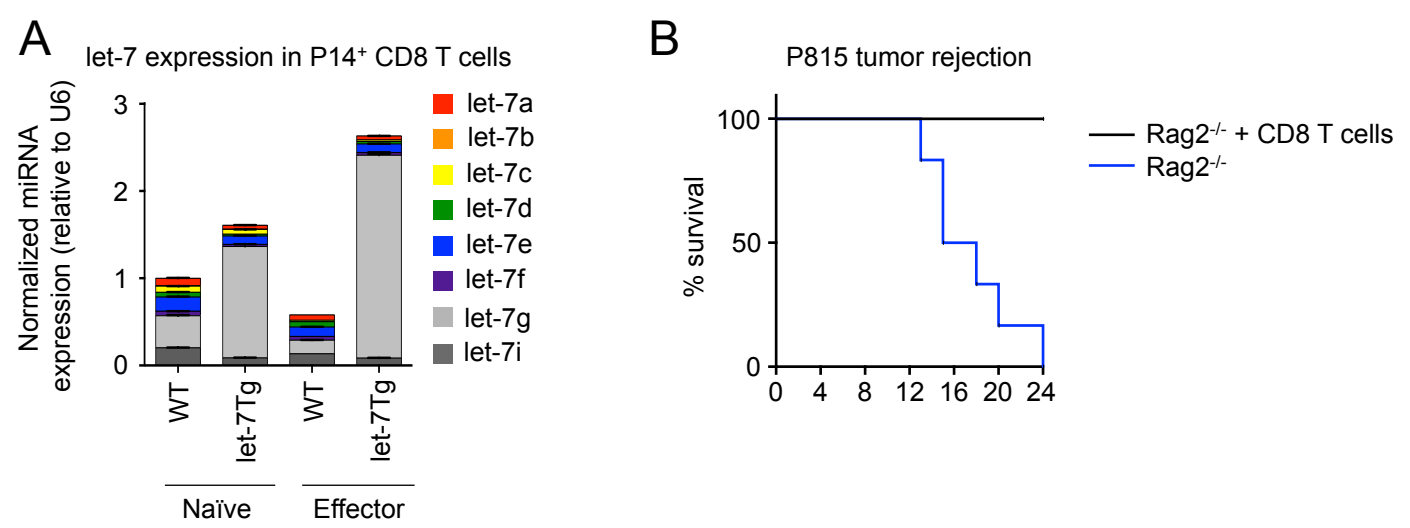 A
let-7 expression in P14⁺ CD8 T cells
Normalized miRNA
expression (relative to U6)
3
2
1
0
WT
let-7Tg
WT
let-7Tg
Naïve
Effector
let-7a
let-7b
let-7c
let-7d
let-7e
let-7f
let-7g
let-7i
B
P815 tumor rejection
% survival
100
50
0
0 4 8 12 16 20 24
Rag2⁻/⁻ + CD8 T cells
Rag2⁻/⁻